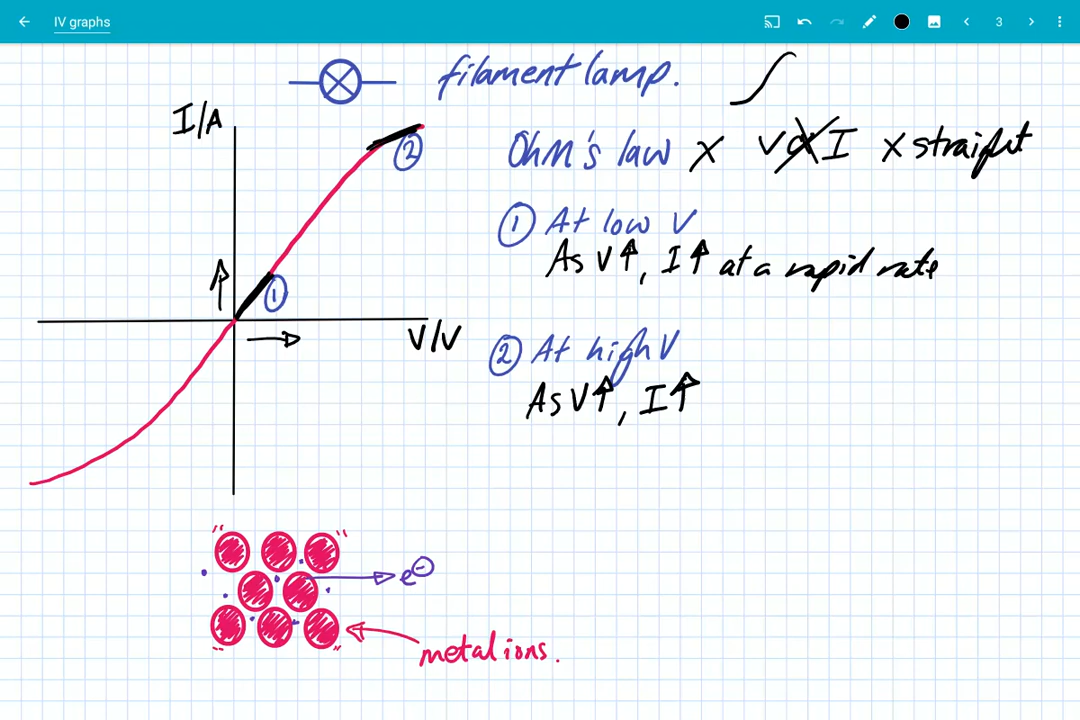 IV graphs
3
filament lamp.
I/A
②
Ohm's law X V∝I X straight
① At low V
As V↑, I↑ at a rapid rate
①
V/V
② At high V
As V↑, I↑
e⊖
metal ions.